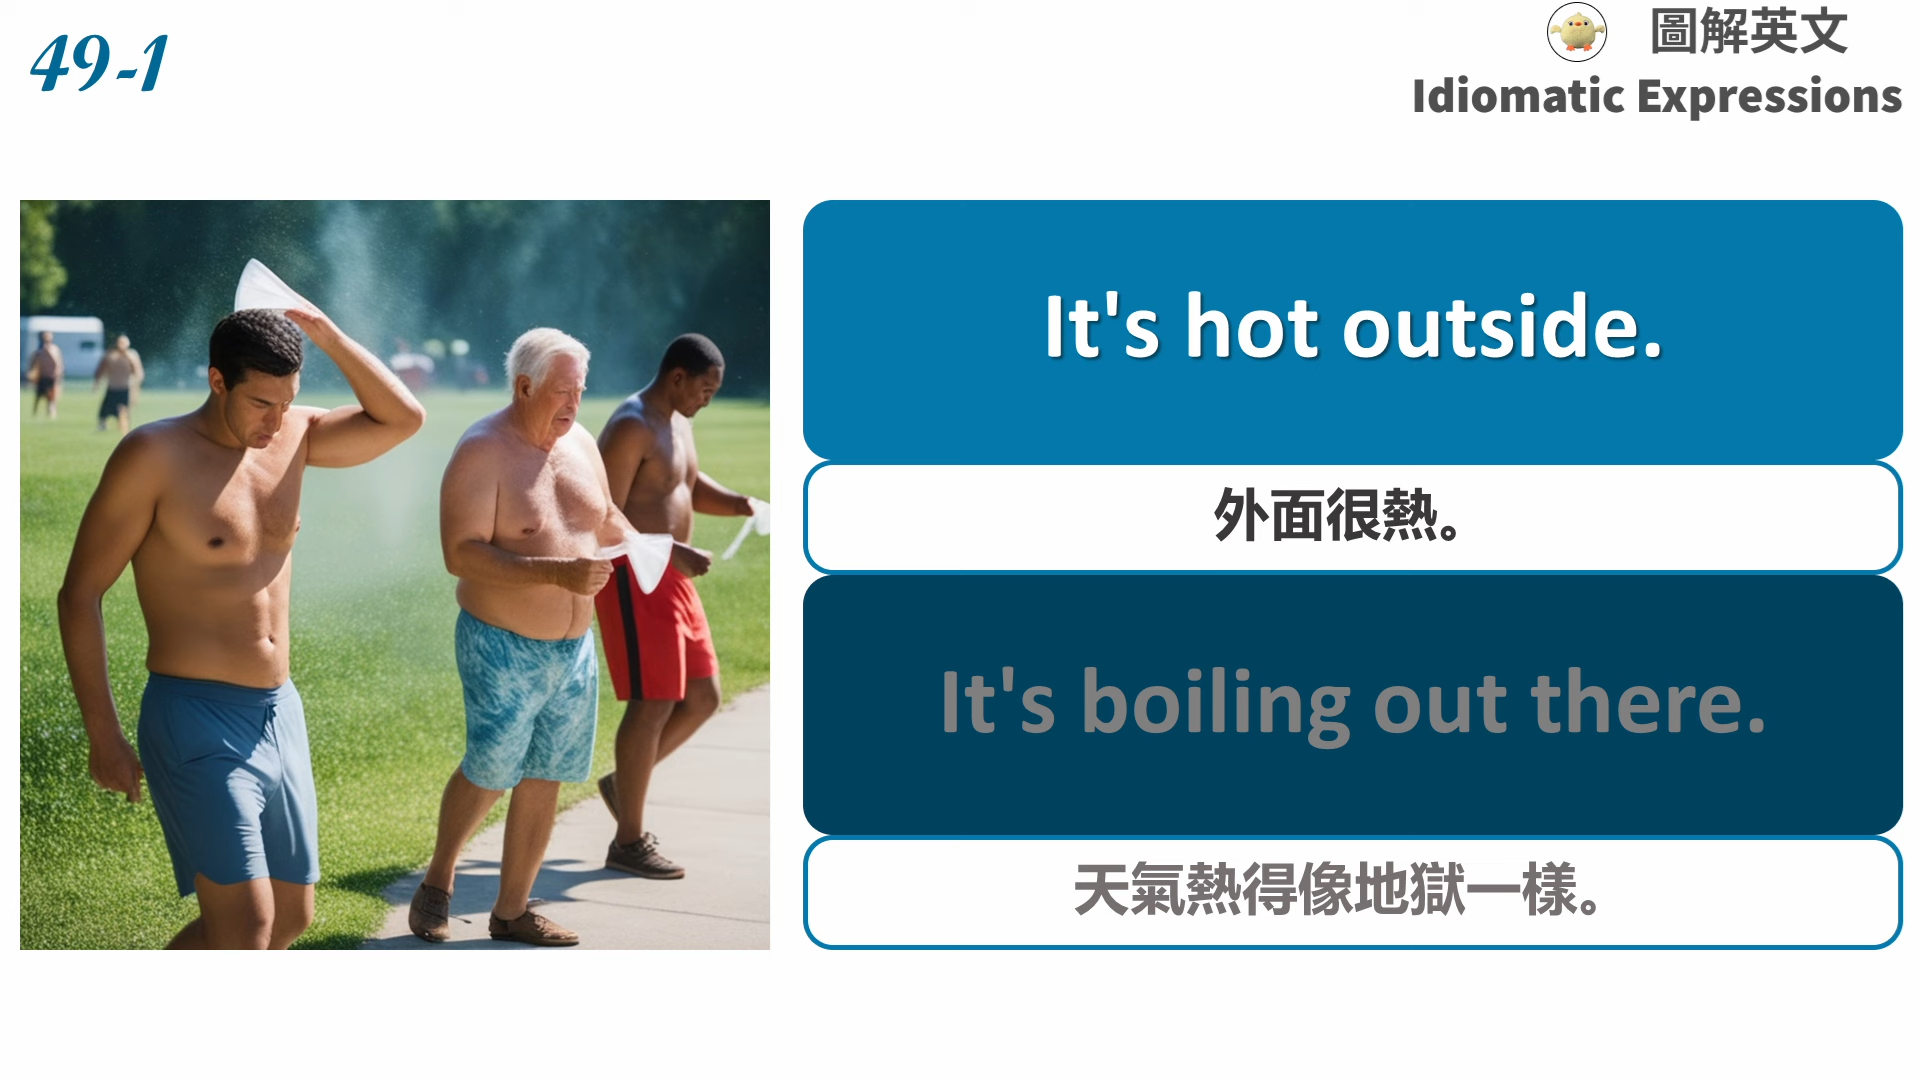 49-1
圖解英文
Idiomatic Expressions
It's hot outside.
外面很熱。
It's boiling out there.
天氣熱得像地獄一樣。